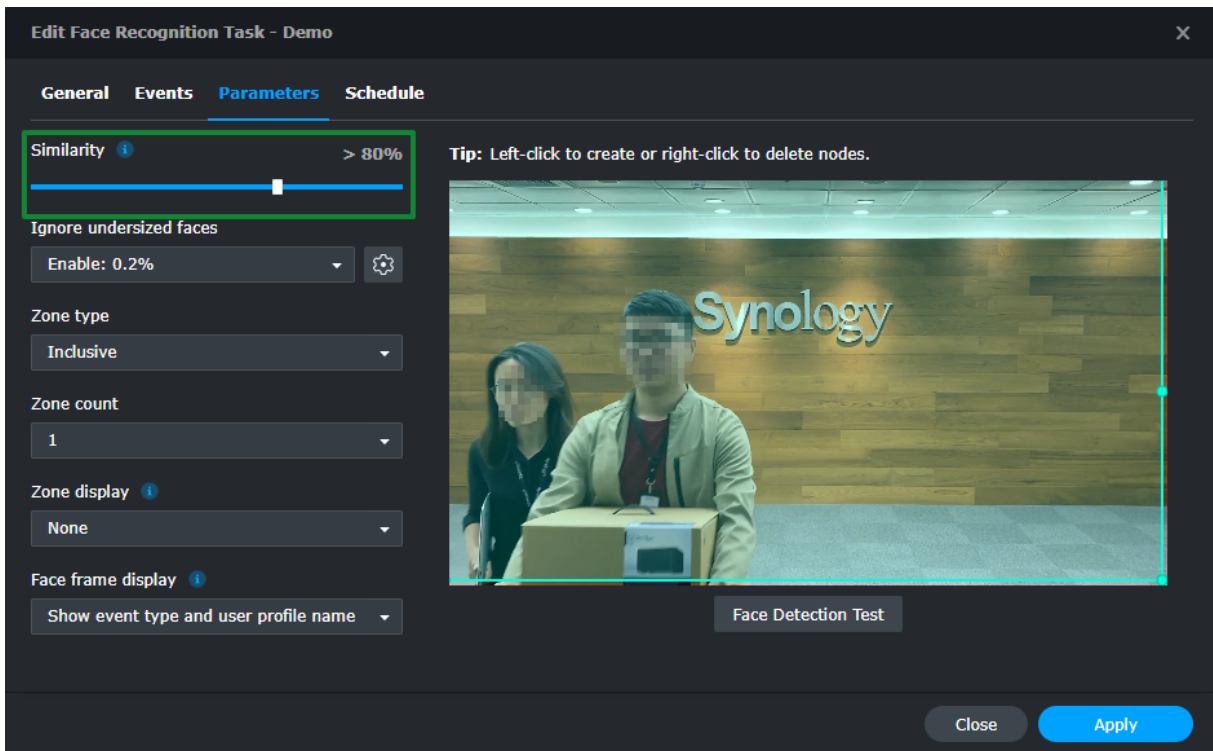 Edit Face Recognition Task - Demo
General Events Parameters Schedule
Similarity
> 80%
Ignore undersized faces
Enable: 0.2%
Zone type
Inclusive
Zone count
1
Zone display
None
Face frame display
Show event type and user profile name
Tip: Left-click to create or right-click to delete nodes.
Synology
Face Detection Test
Close
Apply